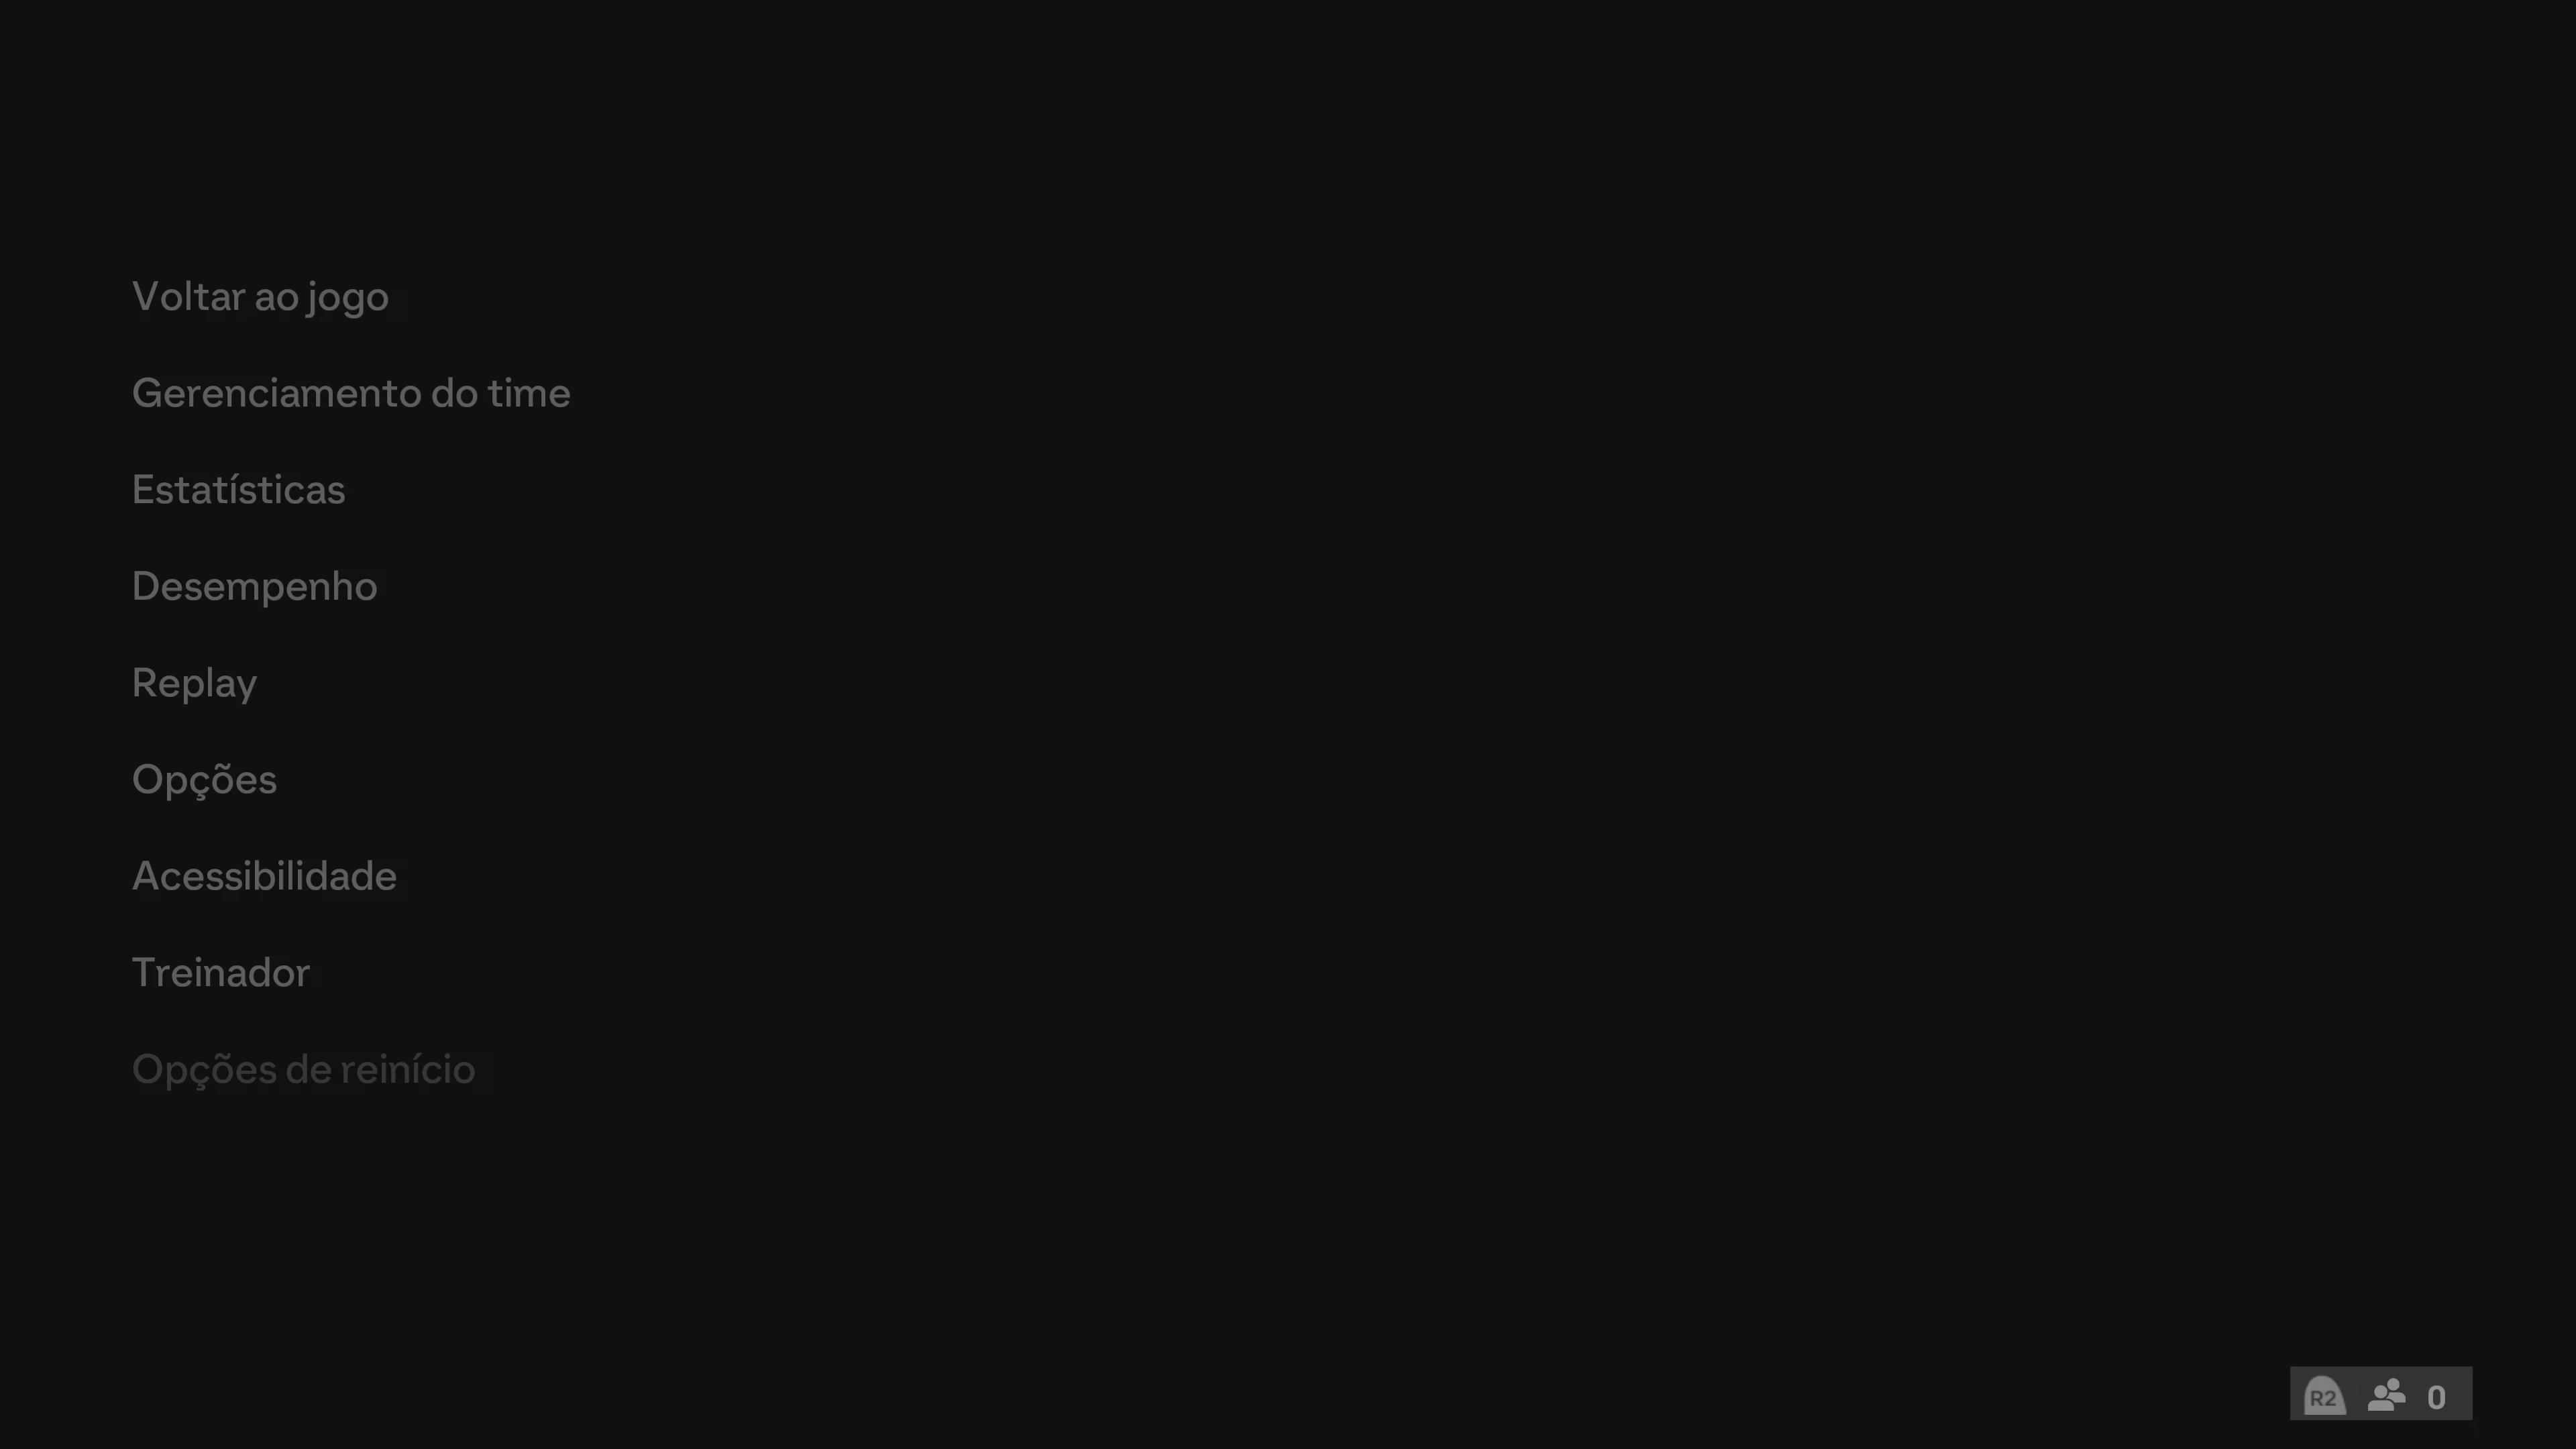 Voltar ao jogo
Gerenciamento do time
Estatísticas
Desempenho
Replay
Opções
Acessibilidade
Treinador
Opções de reinício
R2 0